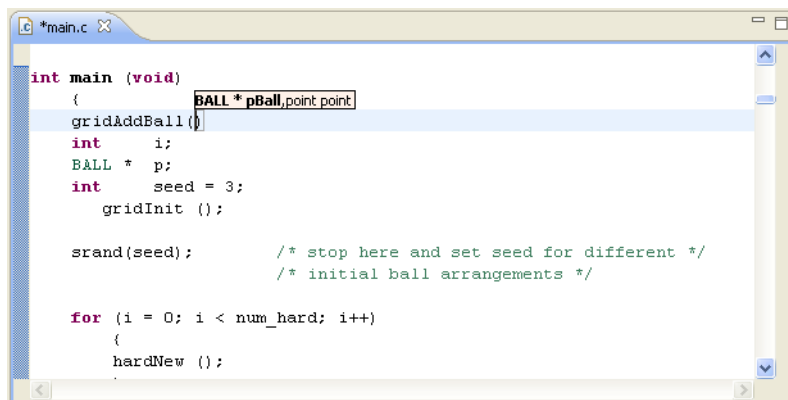 .c *main.c
int main (void)
{ BALL * pBall,point point
gridAddBall()
int i;
BALL * p;
int seed = 3;
gridInit ();
srand(seed); /* stop here and set seed for different */
/* initial ball arrangements */
for (i = 0; i < num_hard; i++)
{
hardNew ();